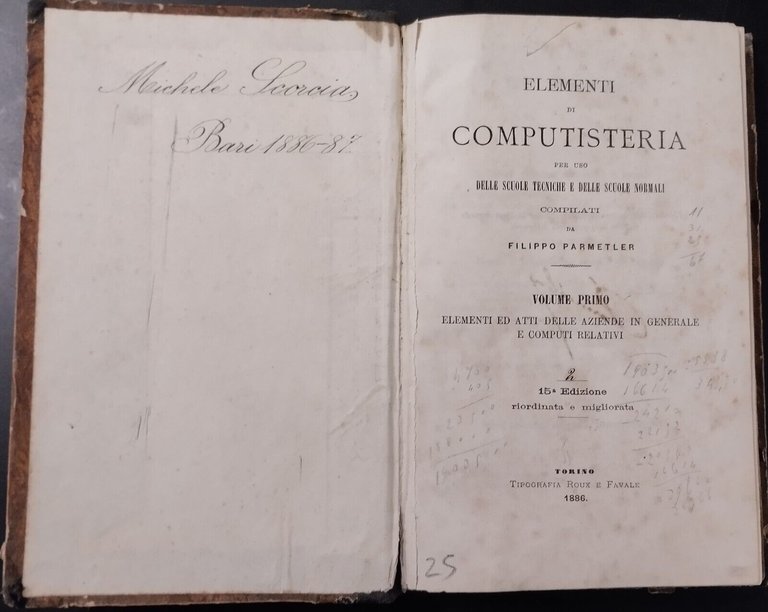 Michele Scorcia
Bari 1886-87
ELEMENTI
DI
COMPUTISTERIA
PER USO
DELLE SCUOLE TECNICHE E DELLE SCUOLE NORMALI
COMPILATI
DA
FILIPPO PARMETLER
VOLUME PRIMO
ELEMENTI ED ATTI DELLE AZIENDE IN GENERALE
E COMPUTI RELATIVI
15ª Edizione
riordinata e migliorata
TORINO
TIPOGRAFIA ROUX E FAVALE
1886.
25